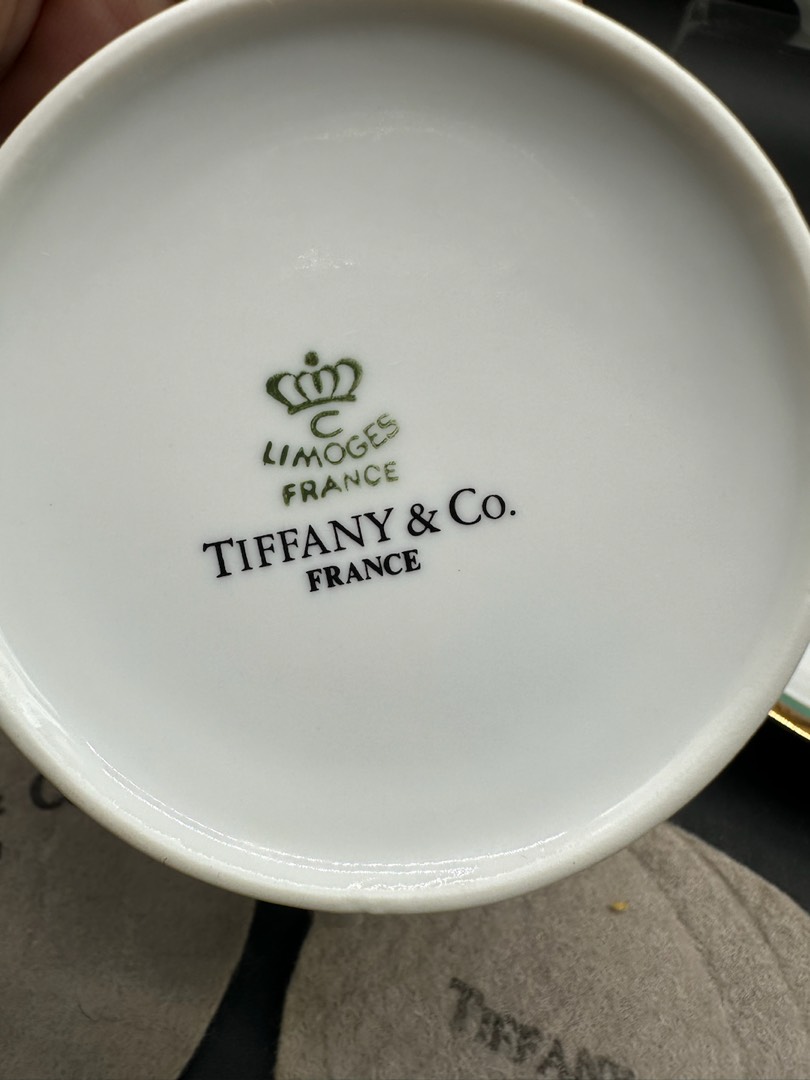 C
LIMOGES
FRANCE
TIFFANY & CO.
FRANCE
TIFFANY